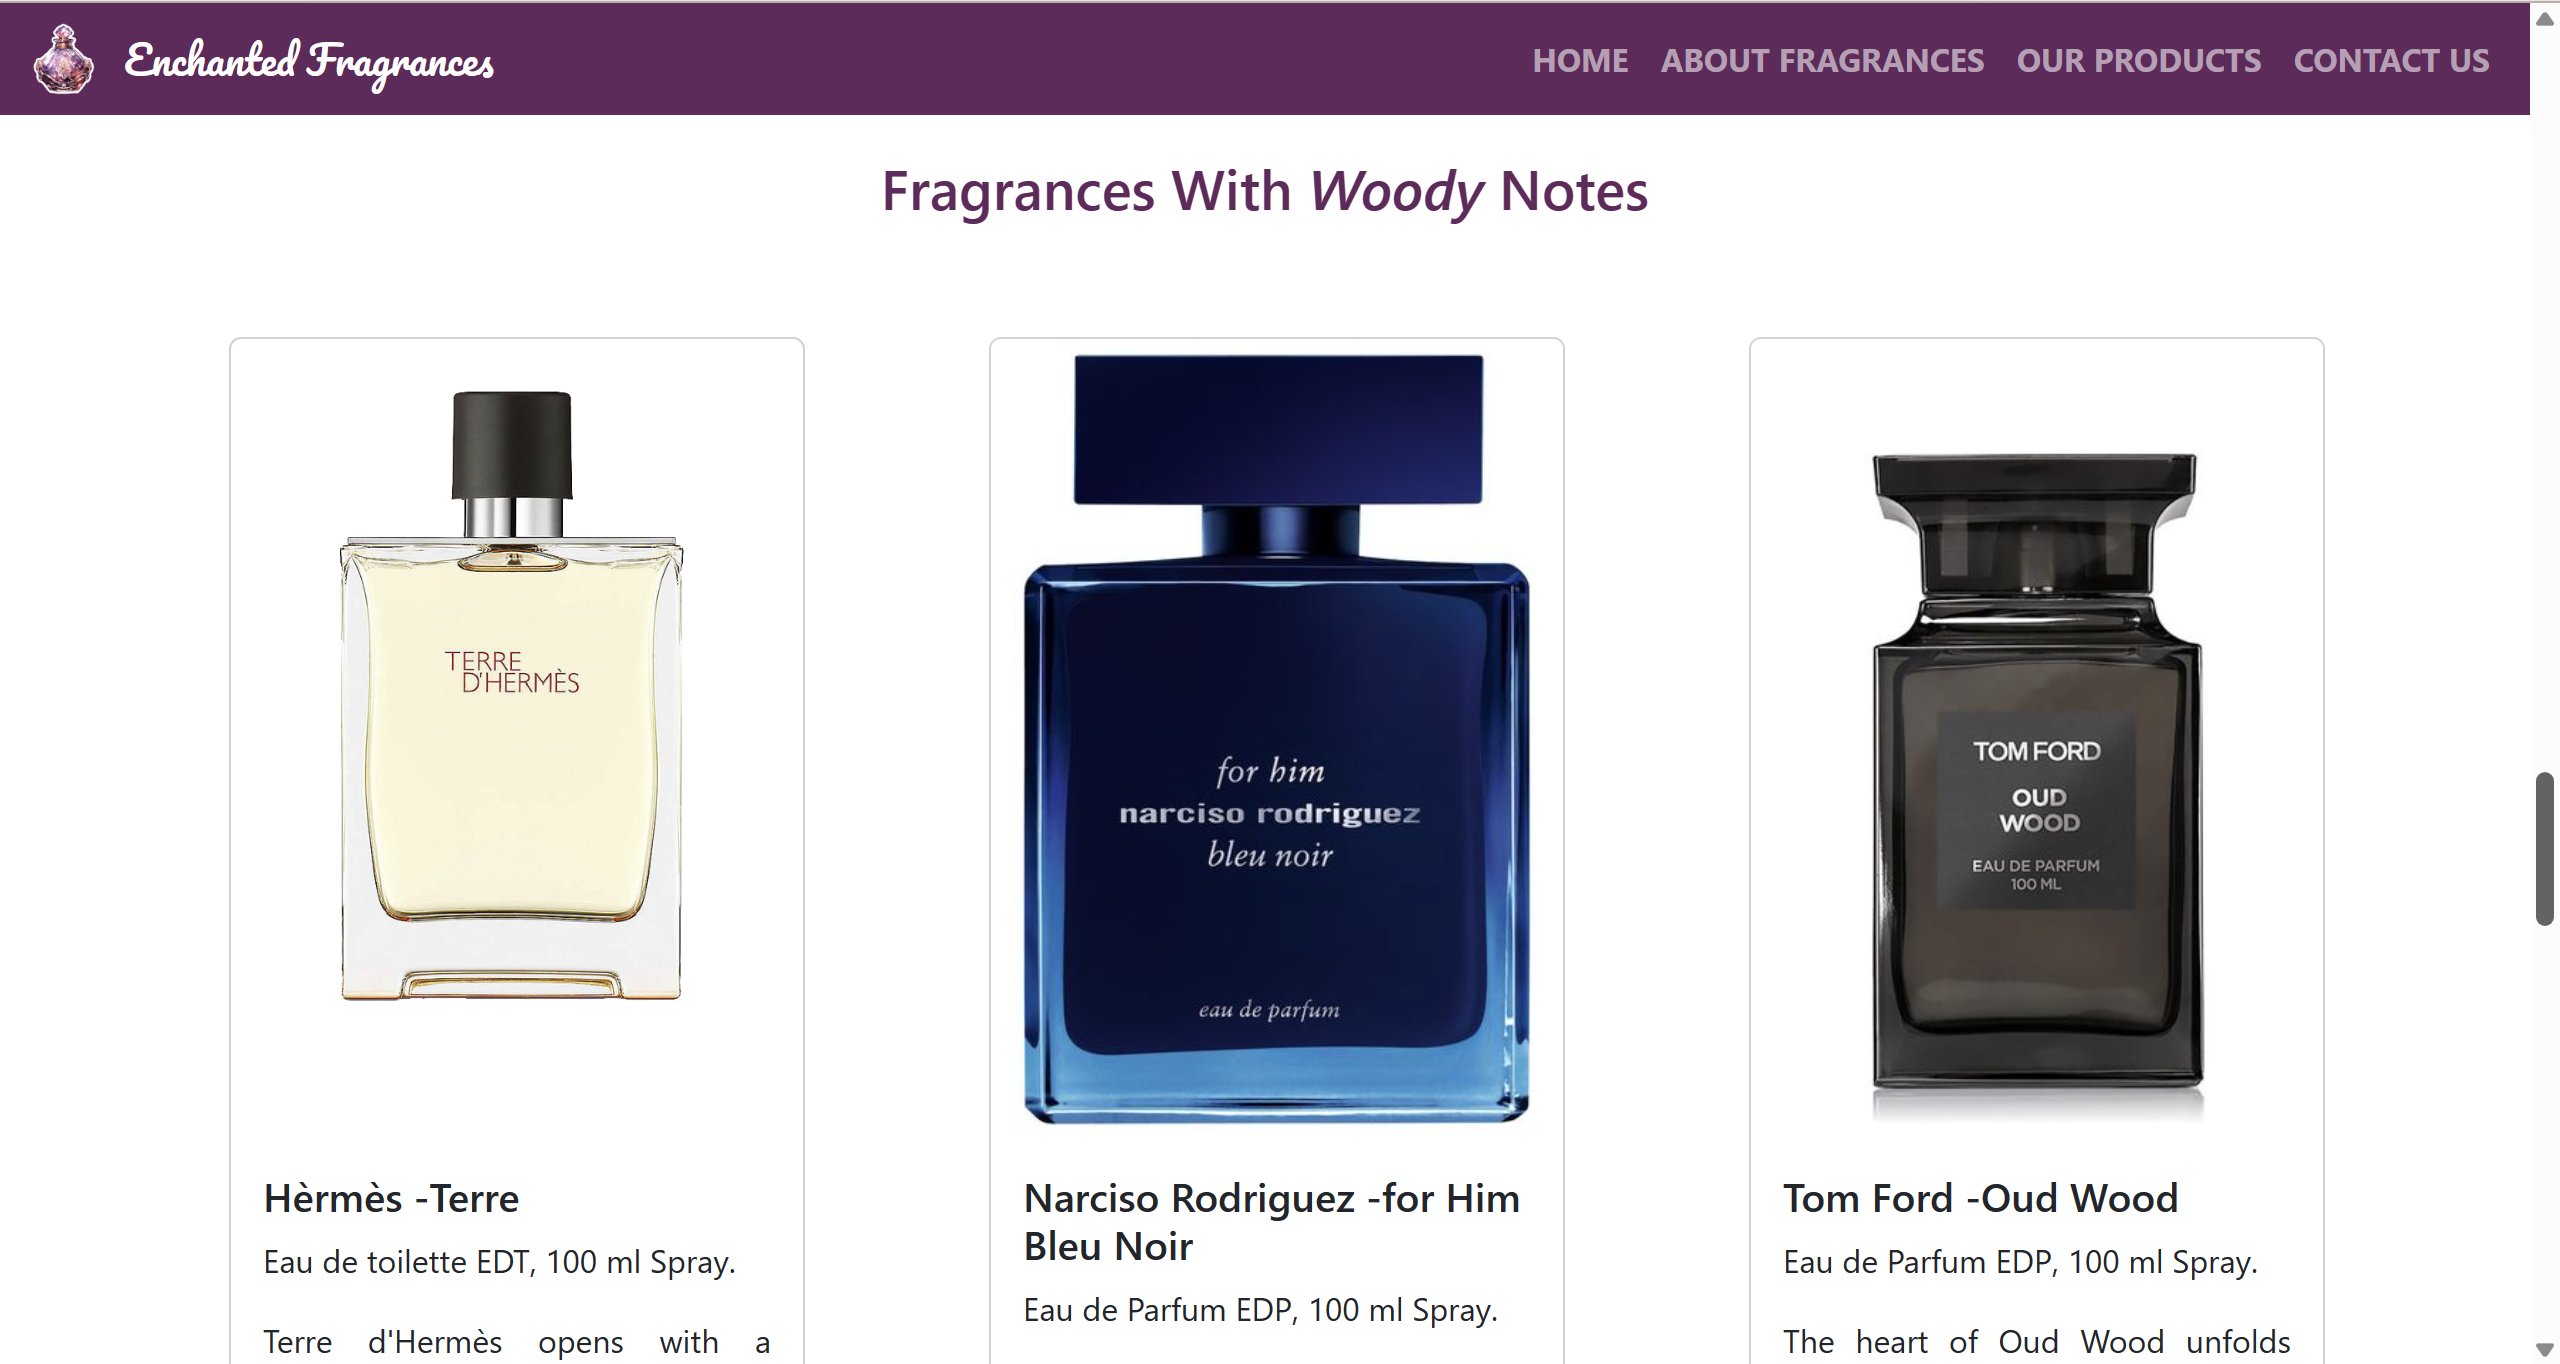 Enchanted Fragrances
HOME ABOUT FRAGRANCES OUR PRODUCTS CONTACT US
Fragrances With Woody Notes
TERRE
D'HERMÈS
Hèrmès -Terre
Eau de toilette EDT, 100 ml Spray.
Terre d'Hermès opens with a
for him
narciso rodriguez
bleu noir
eau de parfum
Narciso Rodriguez -for Him
Bleu Noir
Eau de Parfum EDP, 100 ml Spray.
TOM FORD
OUD
WOOD
EAU DE PARFUM
100 ML
Tom Ford -Oud Wood
Eau de Parfum EDP, 100 ml Spray.
The heart of Oud Wood unfolds